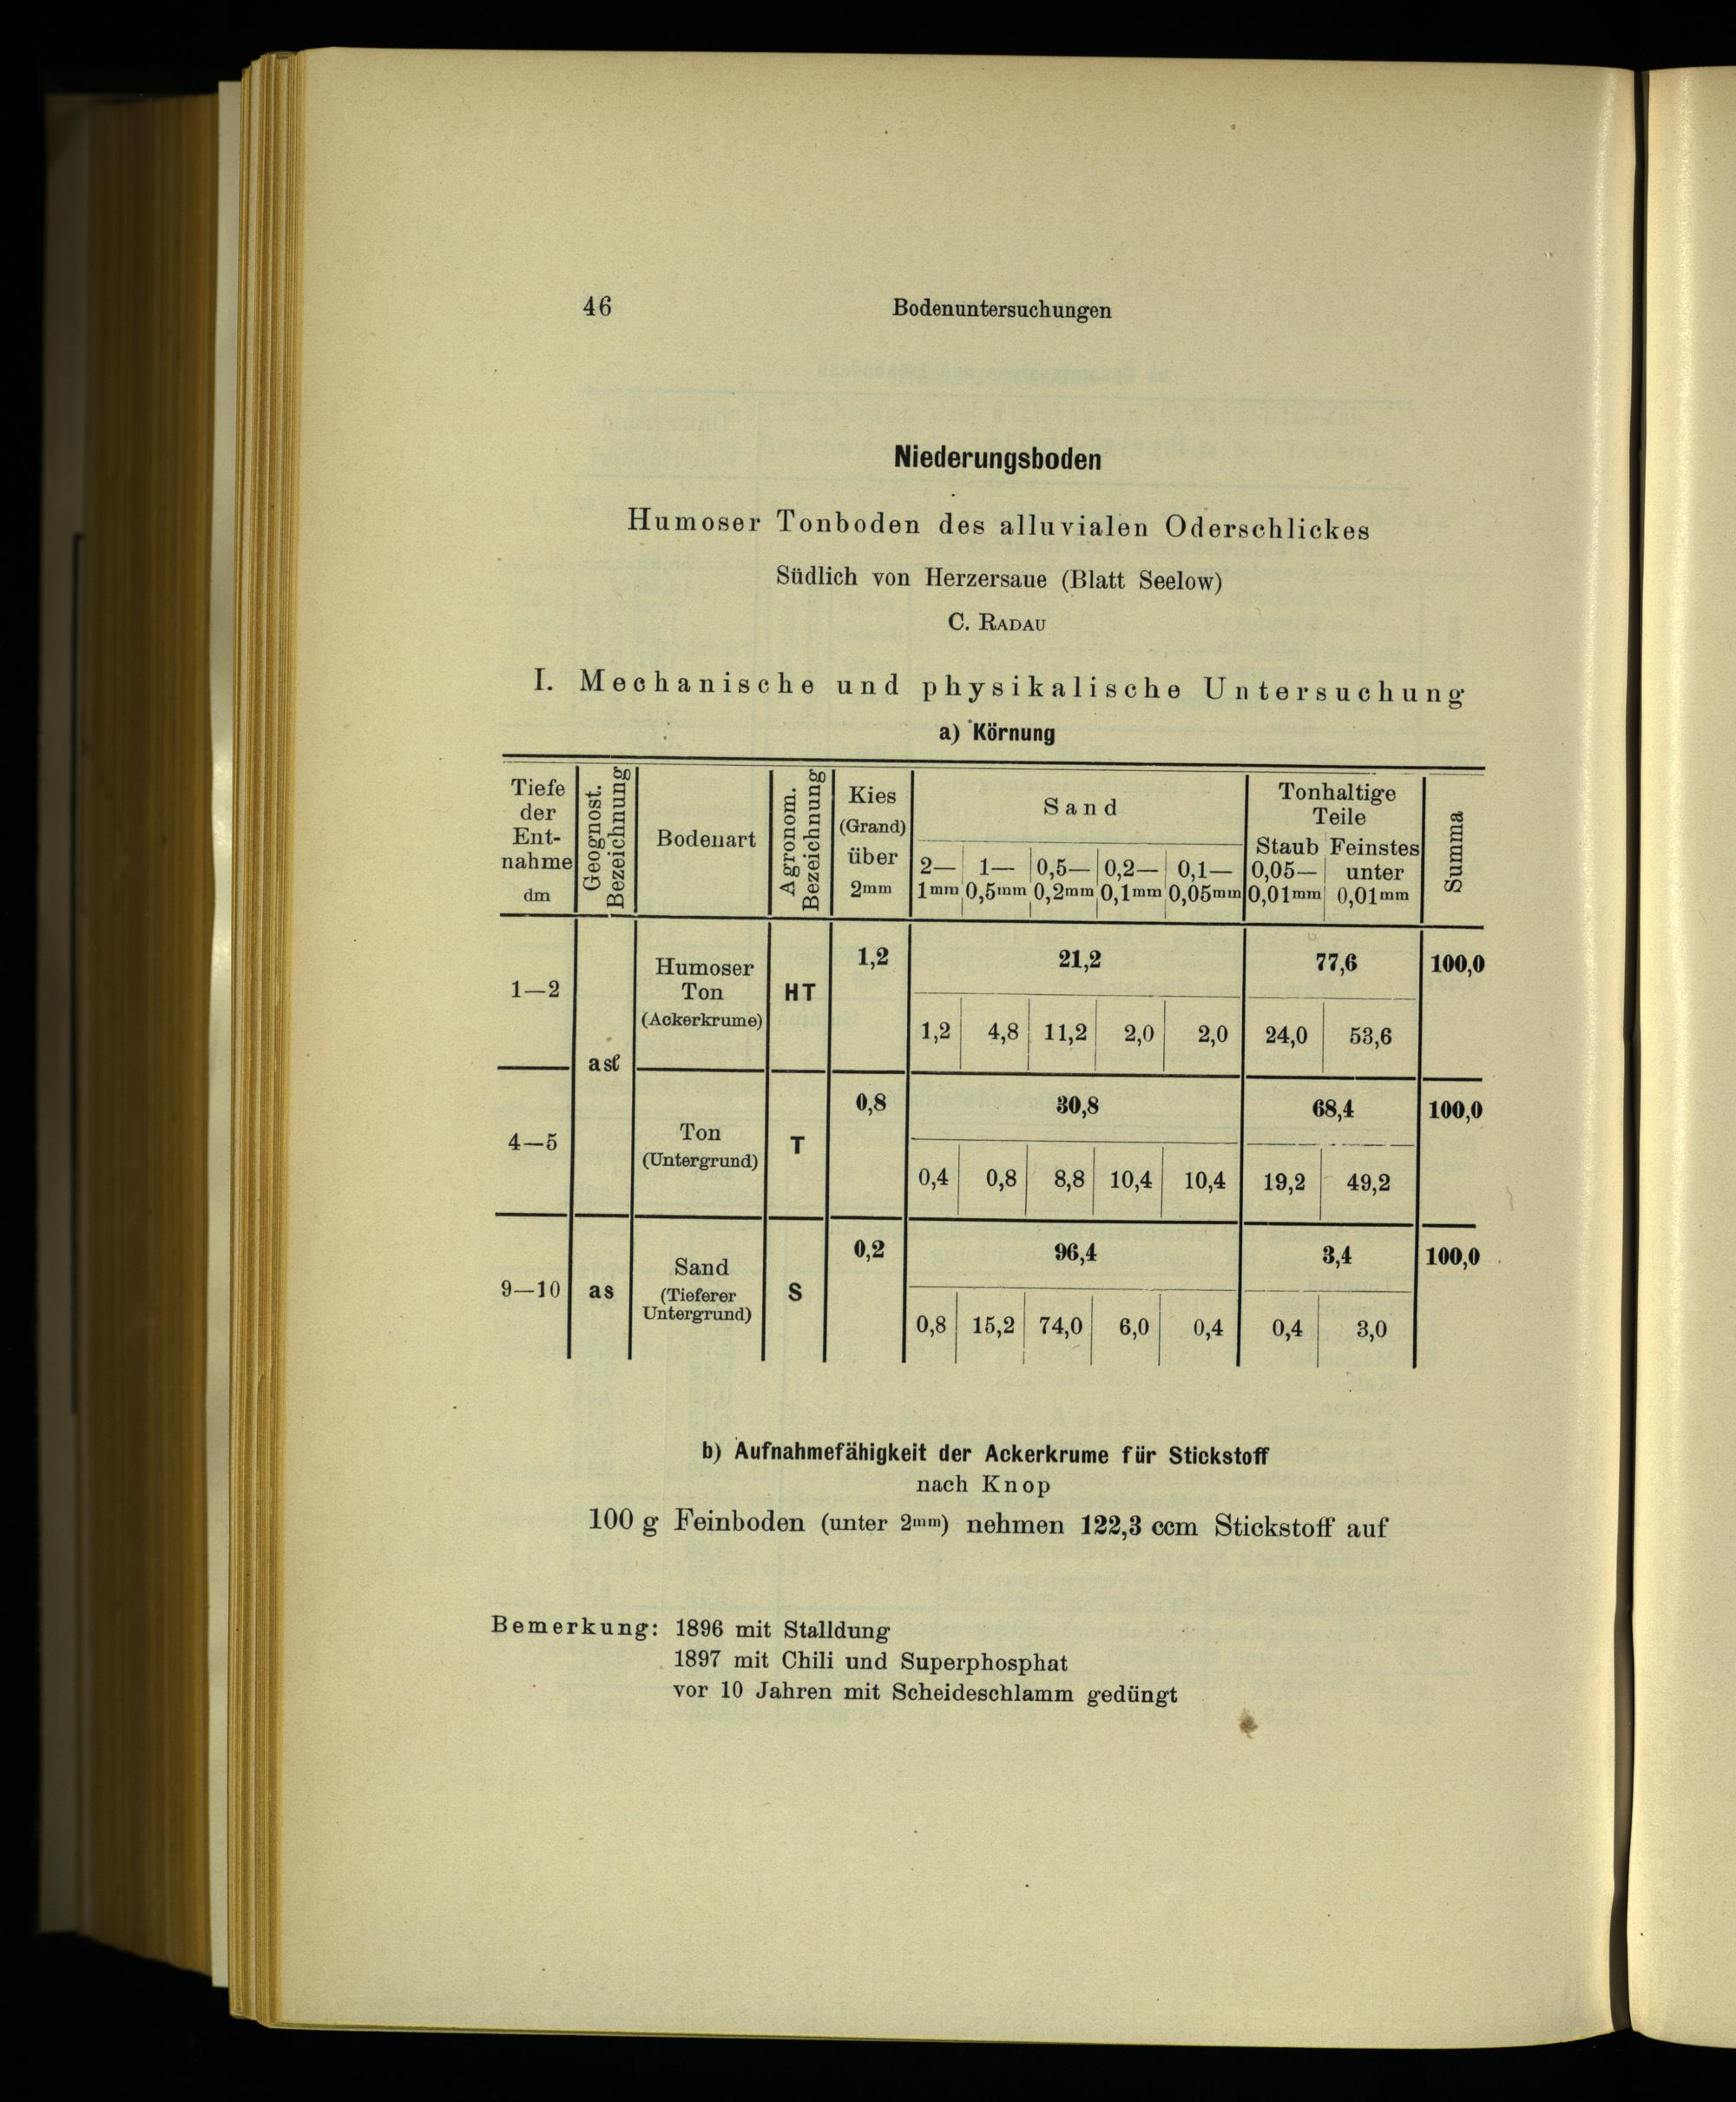 46 Bodenuntersuchungen
Niederungsboden
Humoser Tonboden des alluvialen Oderschlickes
Südlich von Herzersaue (Blatt Seelow)
C. RADAU
I. Mechanische und physikalische Untersuchung
a) Körnung
Tiefe der Ent-nahme dm | Geognost. Bezeichnung | Bodenart | Agronom. Bezeichnung | Kies (Grand) über 2mm | Sand | Tonhaltige Teile | Summa
Staub Feinstes
2— 1— 0,5— 0,2— 0,1— 0,05— unter
1mm 0,5mm 0,2mm 0,1mm 0,05mm 0,01mm 0,01mm
1—2 Humoser Ton (Ackerkrume) HT 1,2 21,2 77,6 100,0
1,2 4,8 11,2 2,0 2,0 24,0 53,6
asf
4—5 Ton (Untergrund) T 0,8 30,8 68,4 100,0
0,4 0,8 8,8 10,4 10,4 19,2 49,2
9—10 as Sand (Tieferer Untergrund) S 0,2 96,4 3,4 100,0
0,8 15,2 74,0 6,0 0,4 0,4 3,0
b) Aufnahmefähigkeit der Ackerkrume für Stickstoff
nach Knop
100 g Feinboden (unter 2mm) nehmen 122,3 ccm Stickstoff auf
Bemerkung: 1896 mit Stalldung
1897 mit Chili und Superphosphat
vor 10 Jahren mit Scheideschlamm gedüngt